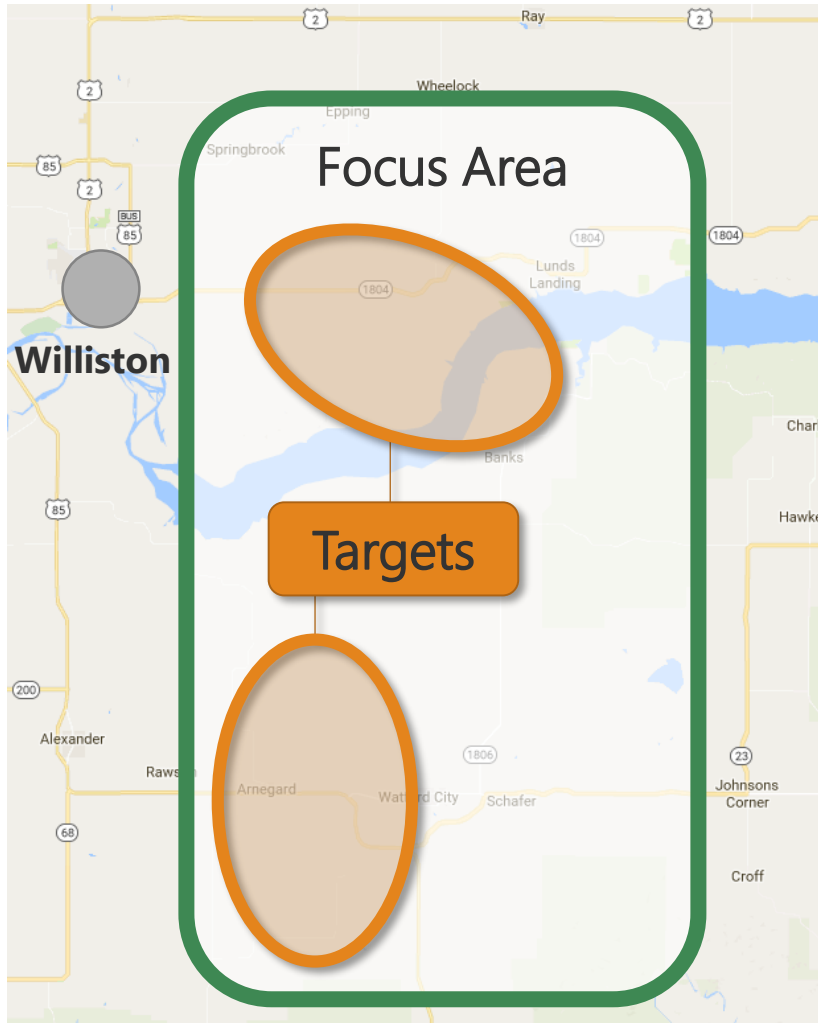 2
Ray
2
2
Wheelock
Epping
Springbrook
Focus Area
85
2
BUS
85
1804
1804
Lunds
Landing
1804
Williston
Char
Banks
85
Hawke
Targets
200
Alexander
1806
23
Rawson
Arnegard
Watford City
Schafer
Johnsons
Corner
68
Croff